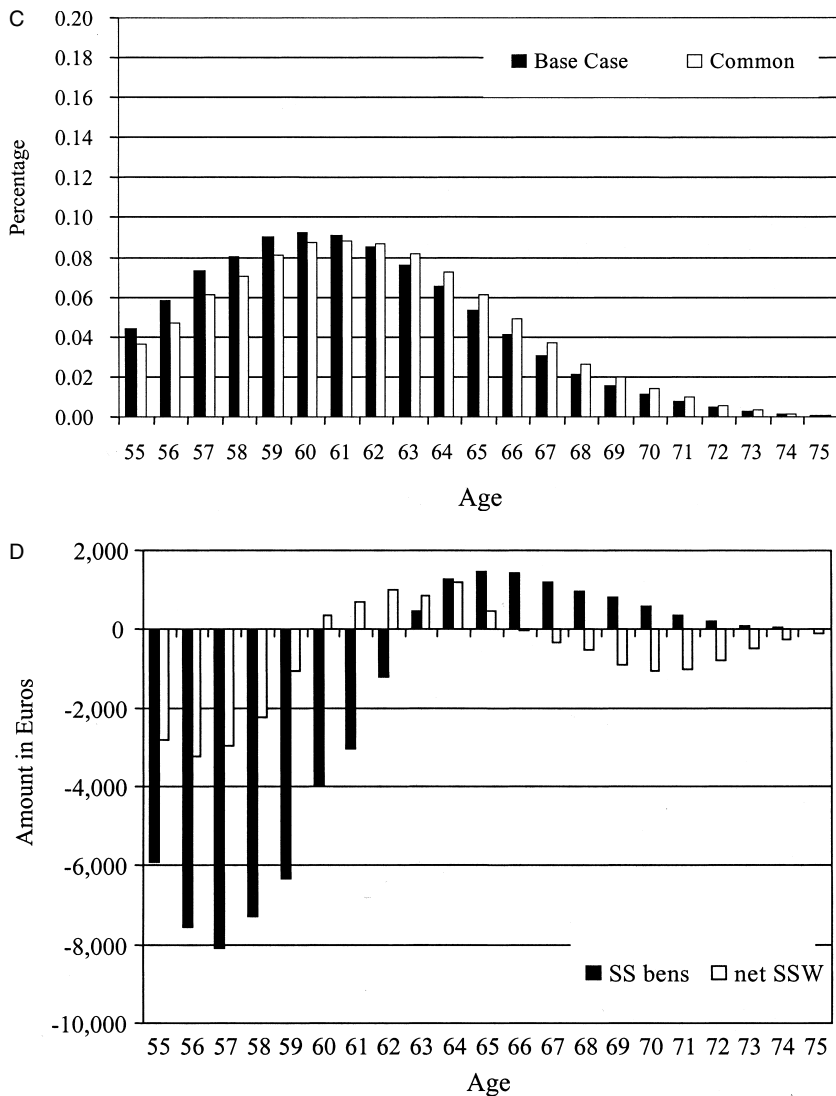 C
0.20
0.18
0.16
0.14
0.12
0.10
0.08
0.06
0.04
0.02
0.00
Percentage
Base Case Common
55 56 57 58 59 60 61 62 63 64 65 66 67 68 69 70 71 72 73 74 75
Age
D
2,000
0
-2,000
-4,000
-6,000
-8,000
-10,000
Amount in Euros
SS bens net SSW
55 56 57 58 59 60 61 62 63 64 65 66 67 68 69 70 71 72 73 74 75
Age